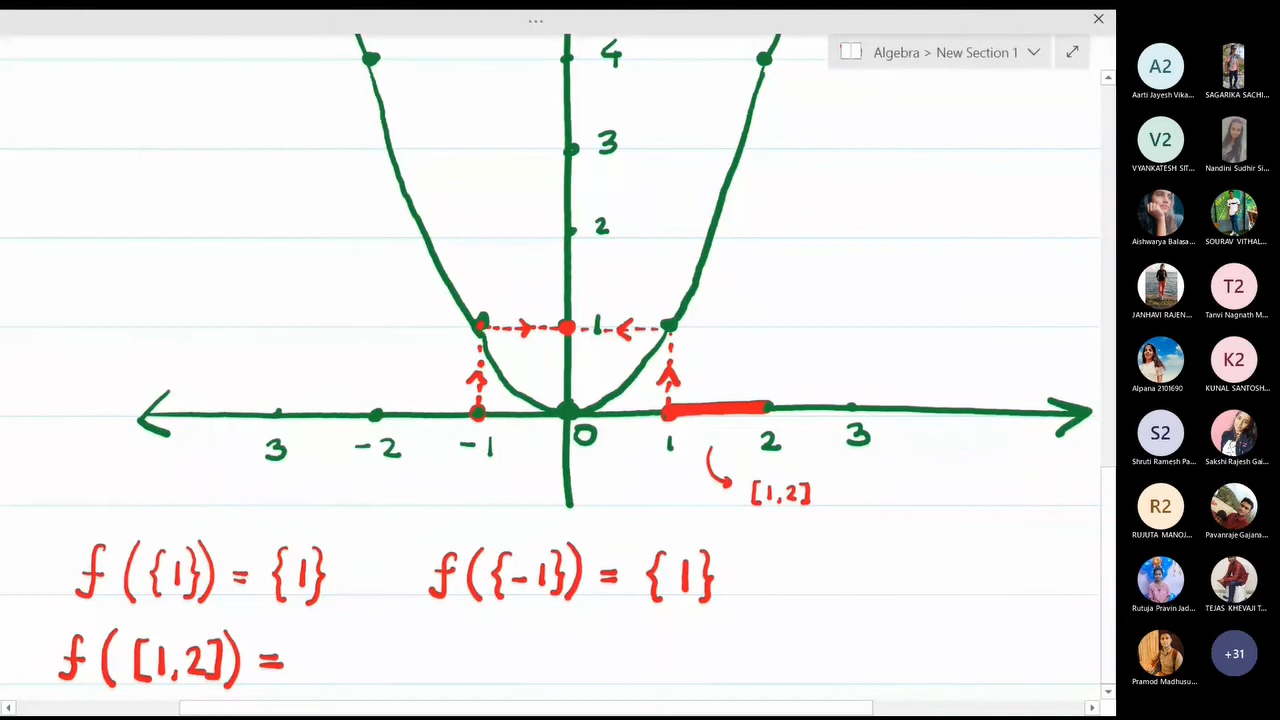 ...
Algebra > New Section 1
4
3
2
1
3 -2 -1 0 1 2 3
[1,2]
f({1}) = {1} f({-1}) = {1}
f([1,2]) =
A2
Aarti Jayesh Vika...
SAGARIKA SACHI...
V2
VYANKATESH SIT...
Nandini Sudhir Si...
Aishwarya Balasa...
SOURAV VITHAL...
T2
JANHAVI RAJEN...
Tanvi Nagnath M...
K2
Alpana 2101690
KUNAL SANTOSH...
S2
Shruti Ramesh Pa...
Sakshi Rajesh Gai...
R2
RUJUTA MANOJ...
Pavanraje Gajana...
Rutuja Pravin Jad...
TEJAS KHEVAJI T...
+31
Pramod Madhusu...